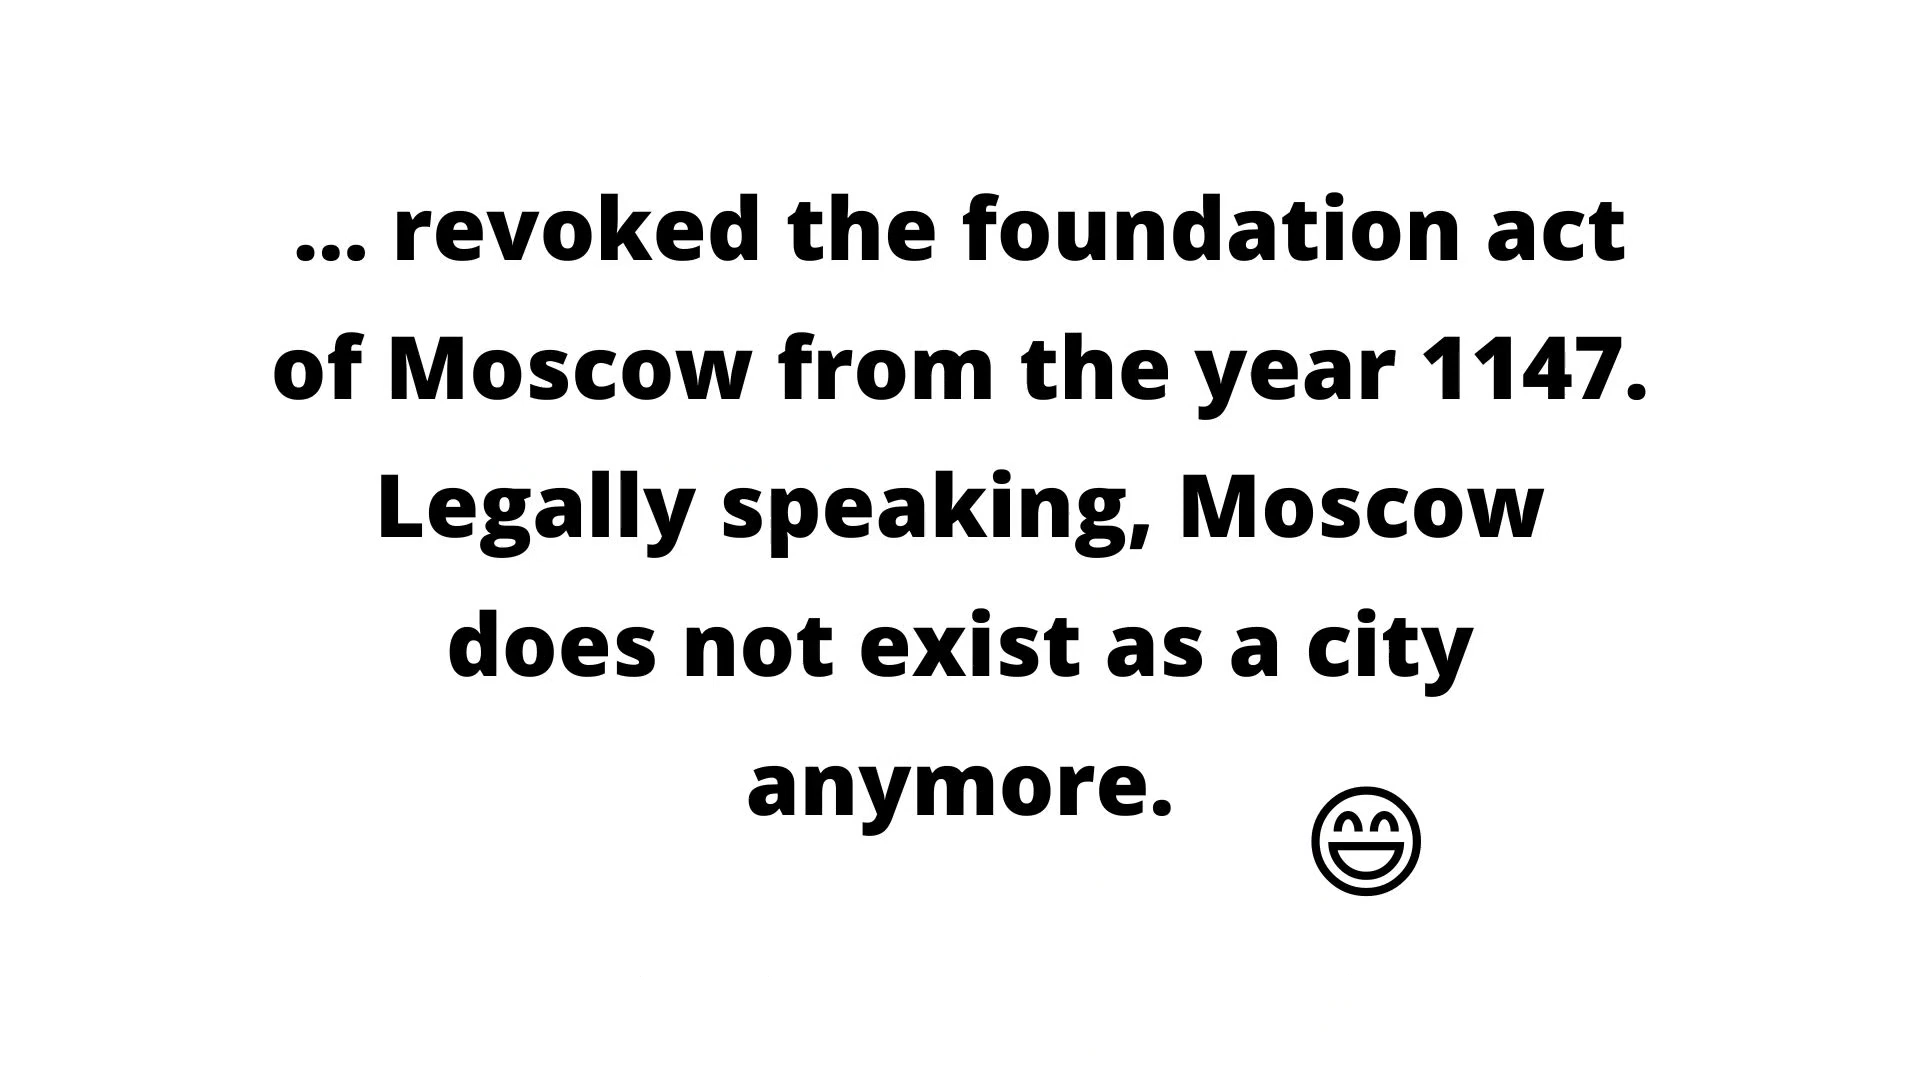 ... revoked the foundation act
of Moscow from the year 1147.
Legally speaking, Moscow
does not exist as a city
anymore.